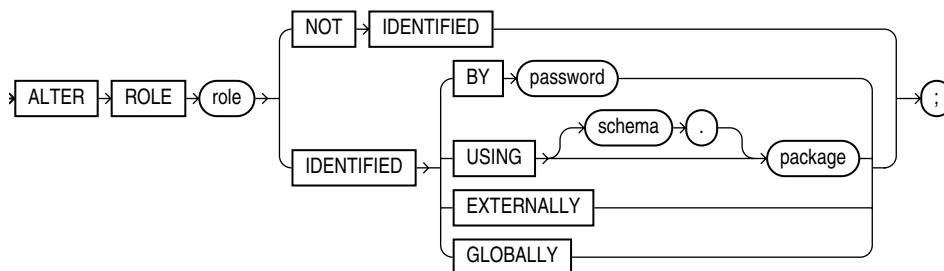 NOT IDENTIFIED
ALTER ROLE role
BY password
;
schema .
IDENTIFIED USING package
EXTERNALLY
GLOBALLY